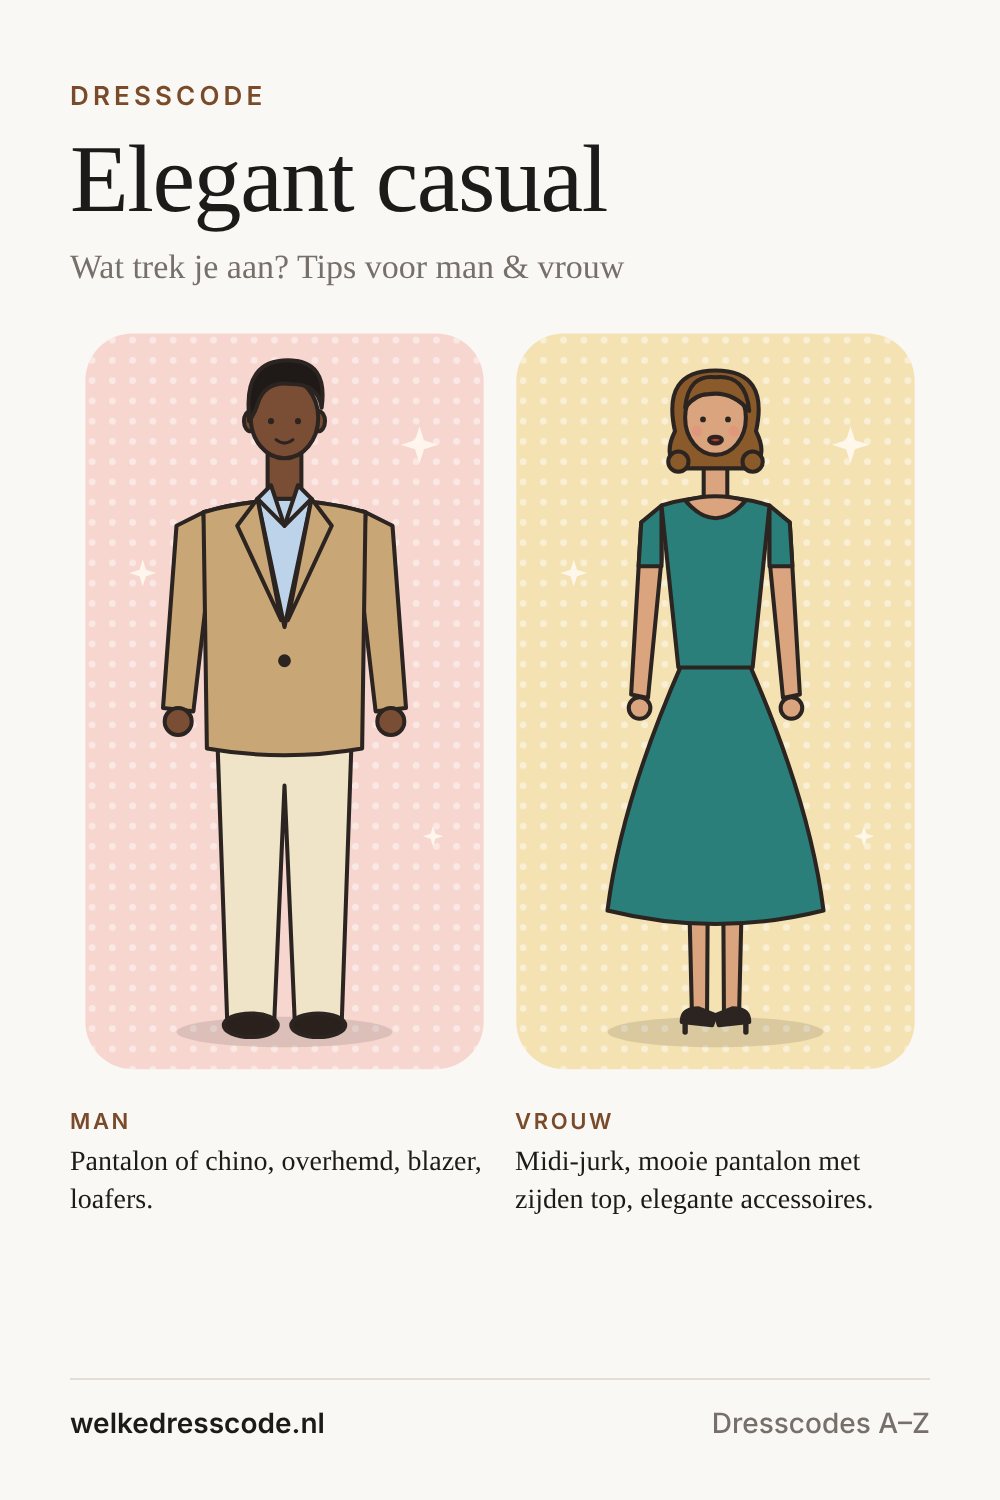 DRESSCODE
Elegant casual
Wat trek je aan? Tips voor man & vrouw
MAN
Pantalon of chino, overhemd, blazer,
loafers.
VROUW
Midi-jurk, mooie pantalon met
zijden top, elegante accessoires.
welkedresscode.nl
Dresscodes A–Z